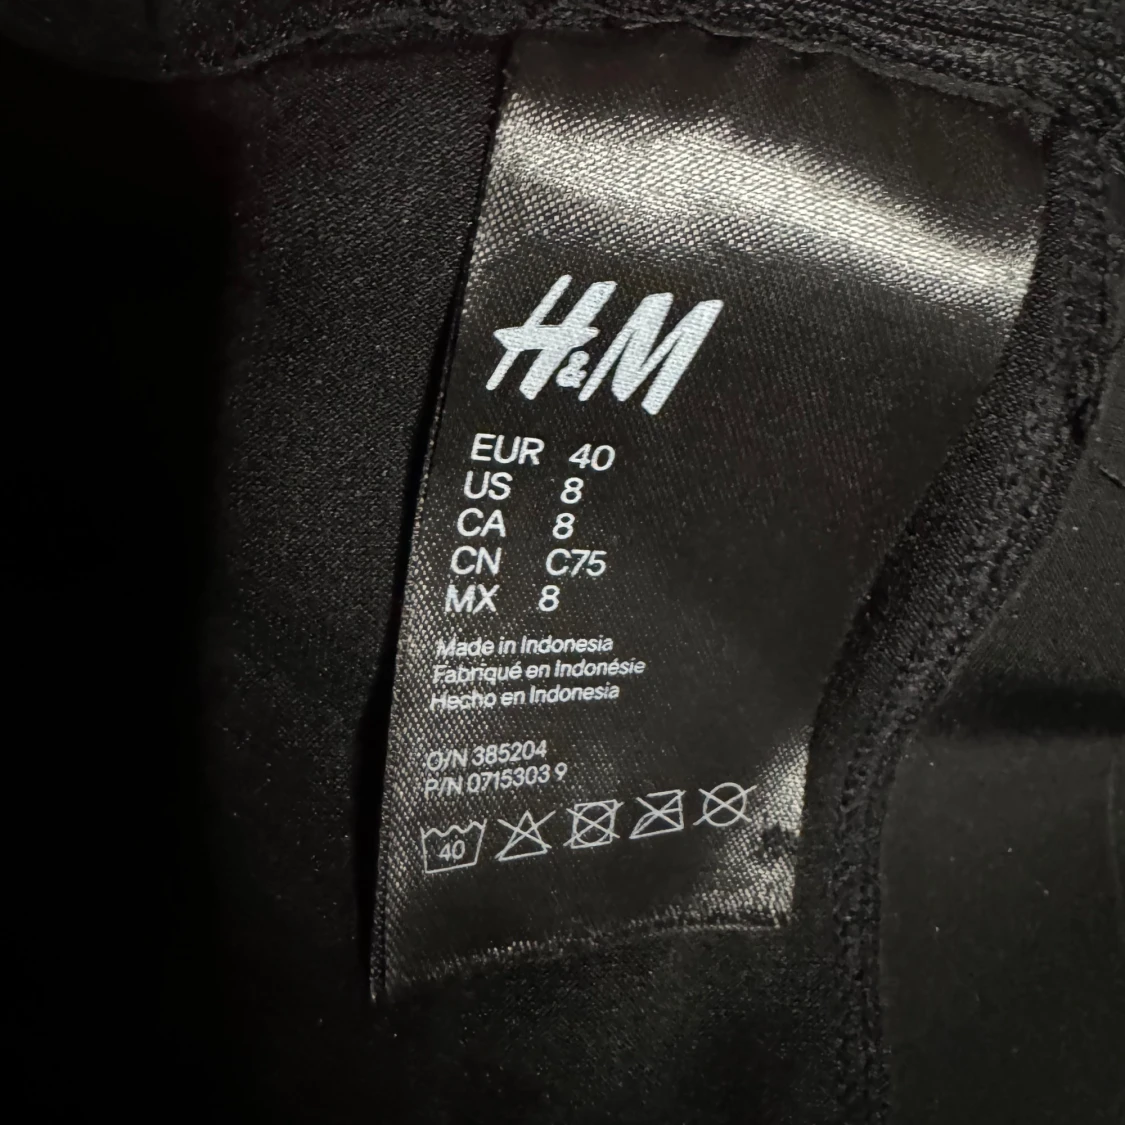 H&M
EUR 40
US 8
CA 8
CN C75
MX 8
Made in Indonesia
Fabriqué en Indonésie
Hecho en Indonesia
O/N 385204
P/N 0715303 9
40